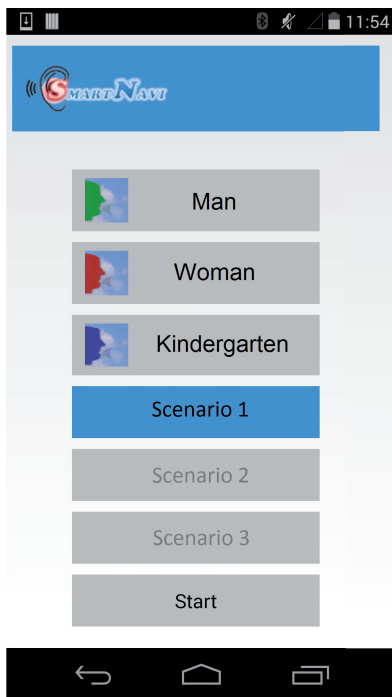 11:54
SmartNavi
Man
Woman
Kindergarten
Scenario 1
Scenario 2
Scenario 3
Start